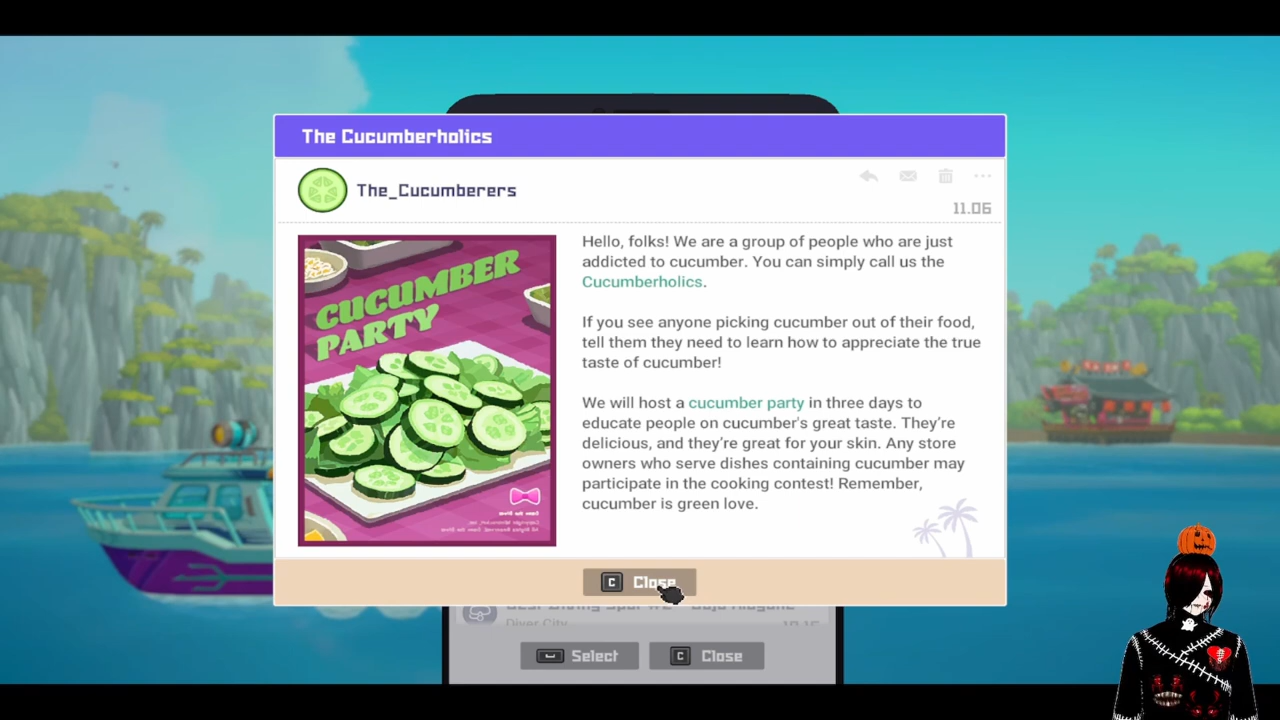 The Cucumberholics
The_Cucumberers
11.06
CUCUMBER
PARTY
Hello, folks! We are a group of people who are just
addicted to cucumber. You can simply call us the
Cucumberholics.
If you see anyone picking cucumber out of their food,
tell them they need to learn how to appreciate the true
taste of cucumber!
We will host a cucumber party in three days to
educate people on cucumber's great taste. They're
delicious, and they're great for your skin. Any store
owners who serve dishes containing cucumber may
participate in the cooking contest! Remember,
cucumber is green love.
C Close
Diver City
Select
C Close